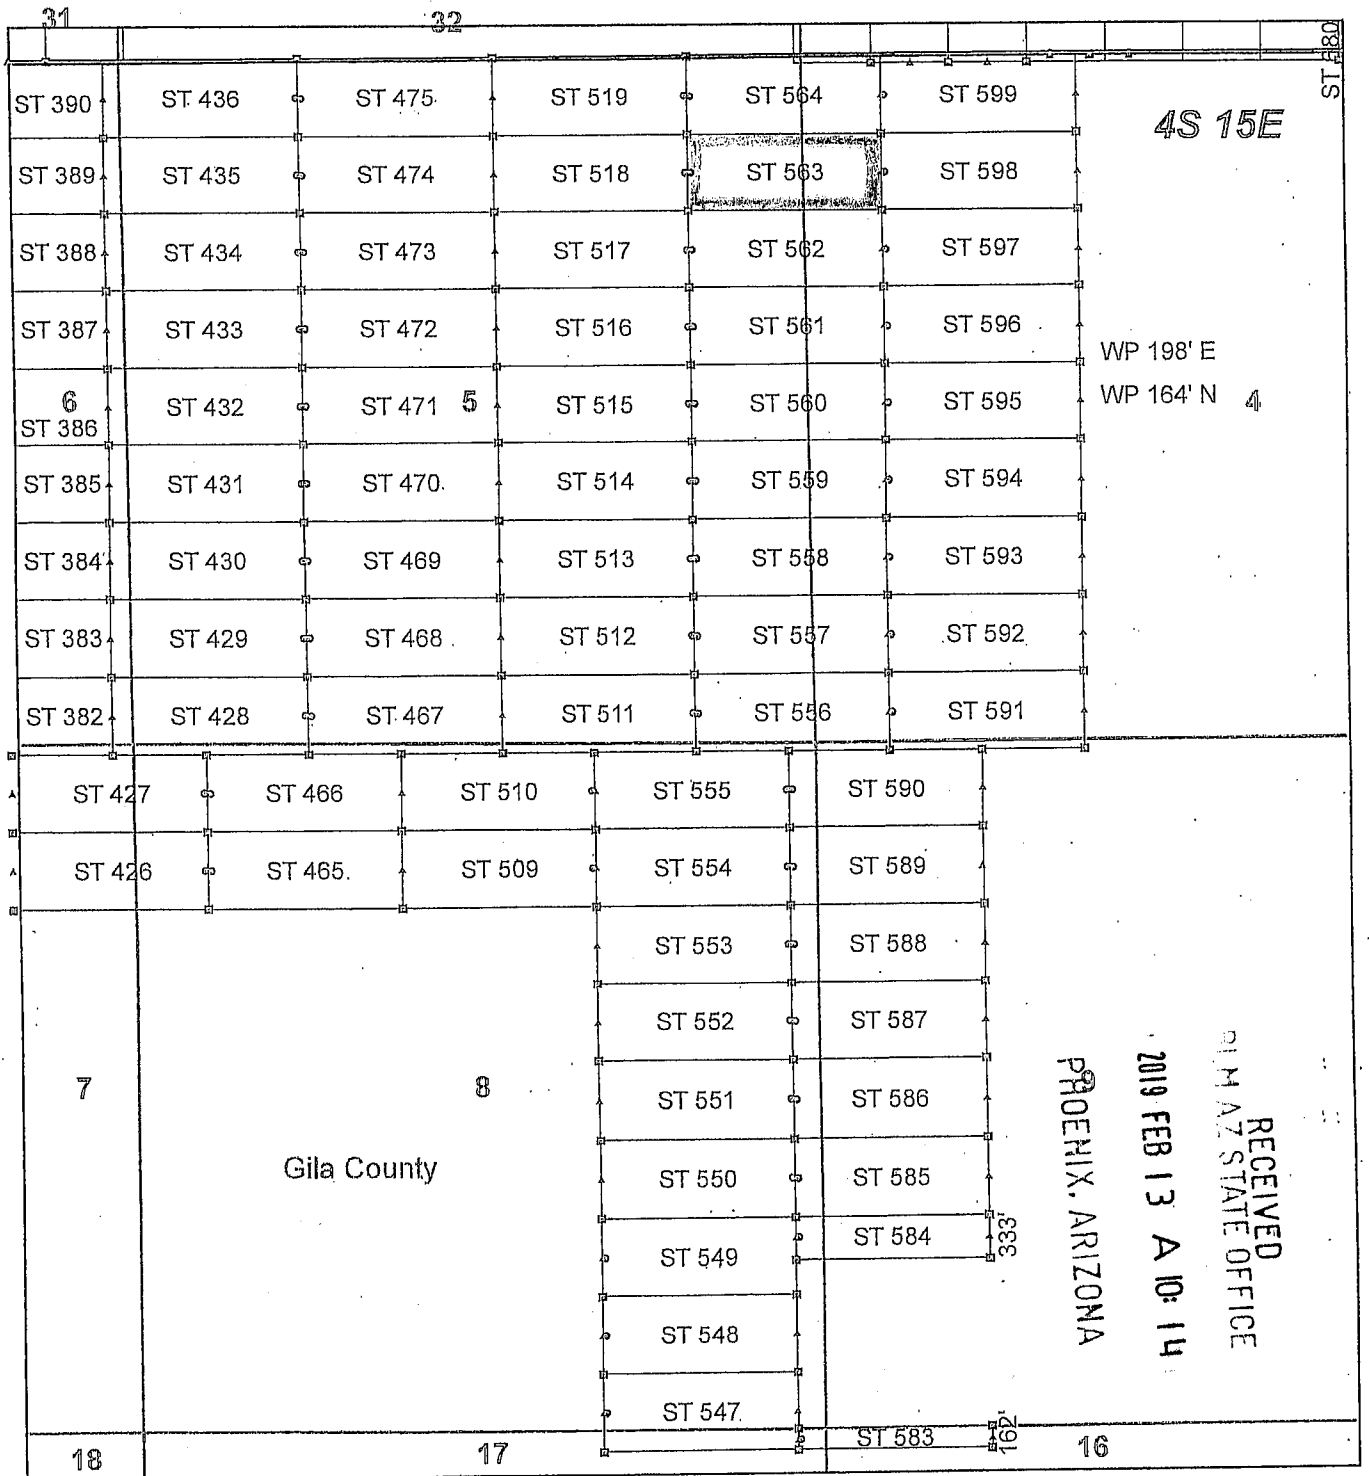 31 32
ST 280
ST 390 ST 436 ST 475 ST 519 ST 564 ST 599
4S 15E
ST 389 ST 435 ST 474 ST 518 ST 563 ST 598
ST 388 ST 434 ST 473 ST 517 ST 562 ST 597
ST 387 ST 433 ST 472 ST 516 ST 561 ST 596
WP 198' E
6 ST 432 ST 471 5 ST 515 ST 560 ST 595 WP 164' N 4
ST 386
ST 385 ST 431 ST 470 ST 514 ST 559 ST 594
ST 384 ST 430 ST 469 ST 513 ST 558 ST 593
ST 383 ST 429 ST 468 ST 512 ST 557 ST 592
ST 382 ST 428 ST 467 ST 511 ST 556 ST 591
ST 427 ST 466 ST 510 ST 555 ST 590
ST 426 ST 465 ST 509 ST 554 ST 589
ST 553 ST 588
ST 552 ST 587
7 8 ST 551 ST 586 9
Gila County
ST 550 ST 585
ST 549 ST 584 333'
ST 548
ST 547
ST 583 162'
18 17 16
RECEIVED
BLM AZ STATE OFFICE
2019 FEB 13 A 10:14
PHOENIX, ARIZONA